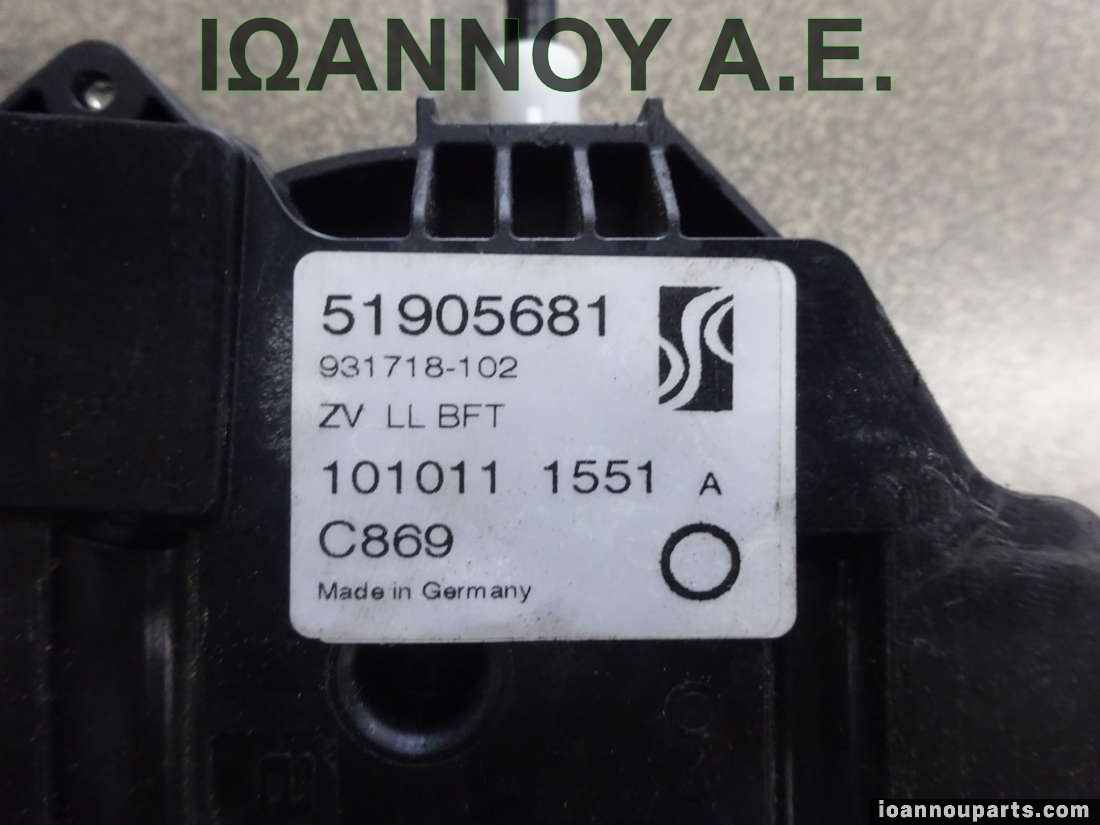 ΙΩΑΝΝΟΥ Α.Ε.
51905681
931718-102
ZV LL BFT
101011 1551 A
C869
Made in Germany
ioannouparts.com